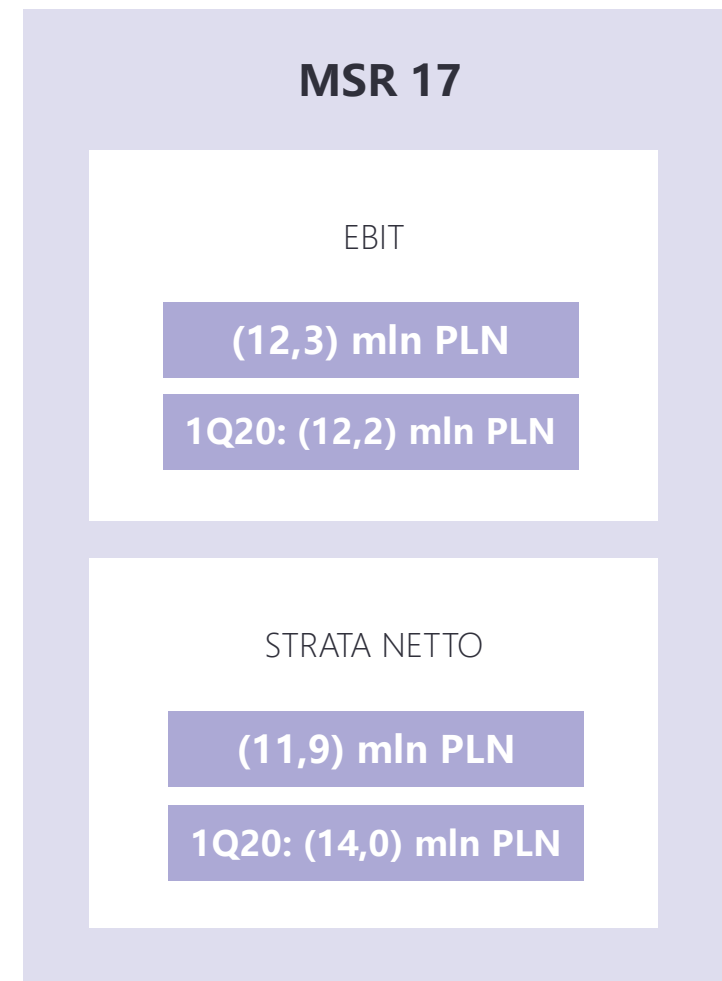 MSR 17
EBIT
(12,3) mln PLN
1Q20: (12,2) mln PLN
STRATA NETTO
(11,9) mln PLN
1Q20: (14,0) mln PLN